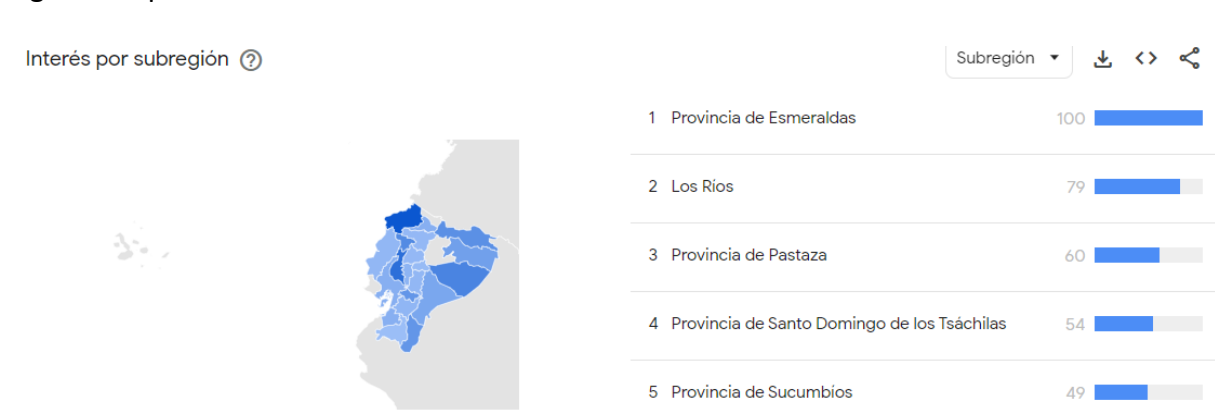 Interés por subregión
Subregión
1 Provincia de Esmeraldas 100
2 Los Ríos 79
3 Provincia de Pastaza 60
4 Provincia de Santo Domingo de los Tsáchilas 54
5 Provincia de Sucumbíos 49